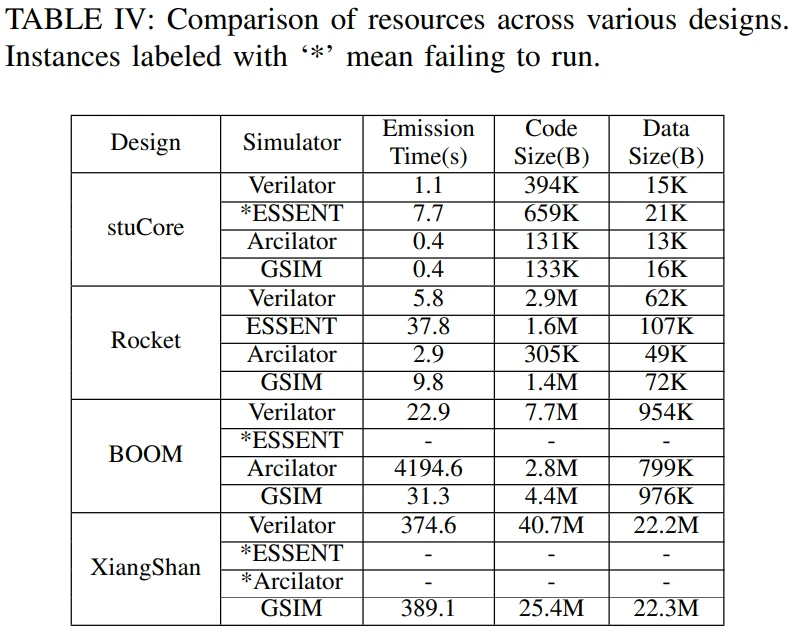 TABLE IV: Comparison of resources across various designs.
Instances labeled with ‘*’ mean failing to run.
Design Simulator Emission Time(s) Code Size(B) Data Size(B)
stuCore Verilator 1.1 394K 15K
*ESSENT 7.7 659K 21K
Arcilator 0.4 131K 13K
GSIM 0.4 133K 16K
Rocket Verilator 5.8 2.9M 62K
ESSENT 37.8 1.6M 107K
Arcilator 2.9 305K 49K
GSIM 9.8 1.4M 72K
BOOM Verilator 22.9 7.7M 954K
*ESSENT - - -
Arcilator 4194.6 2.8M 799K
GSIM 31.3 4.4M 976K
XiangShan Verilator 374.6 40.7M 22.2M
*ESSENT - - -
*Arcilator - - -
GSIM 389.1 25.4M 22.3M